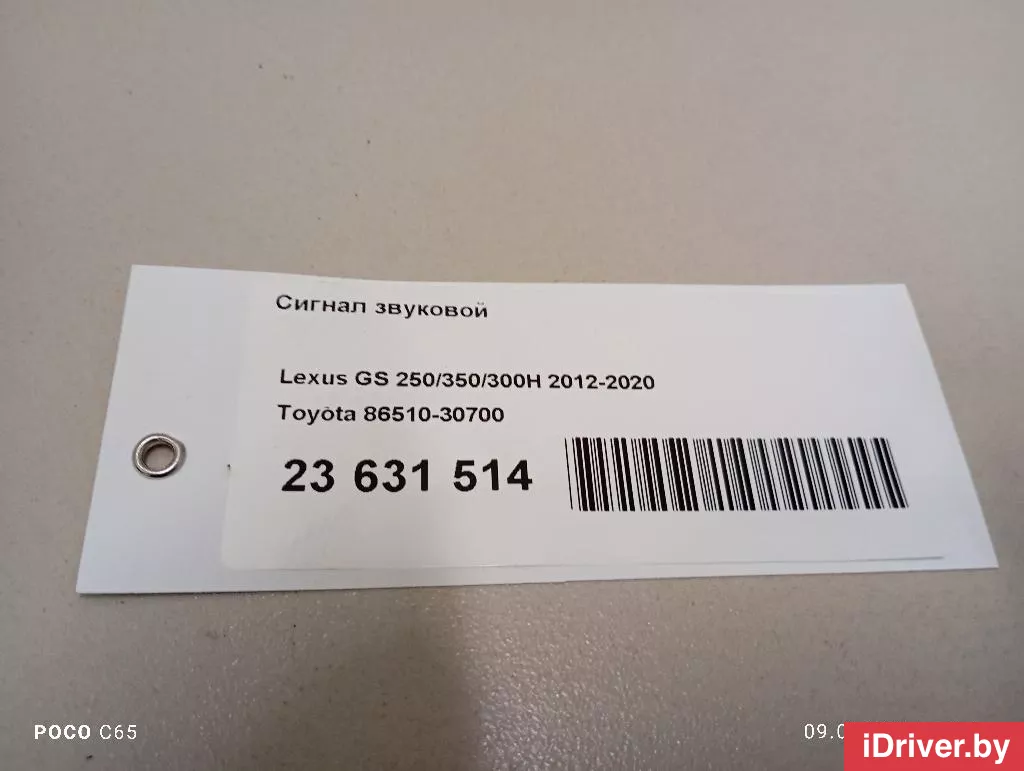 Сигнал звуковой
Lexus GS 250/350/300H 2012-2020
Toyota 86510-30700
23 631 514
POCO C65
iDriver.by